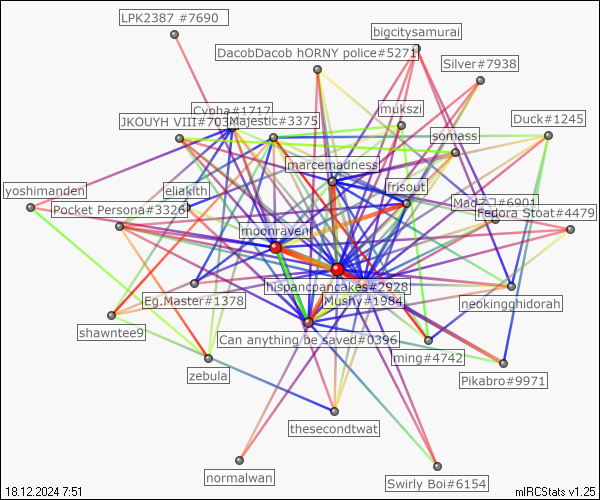 LPK2387 #7690
bigcitysamurai
DacobDacob hORNY police#5271
Silver#7938
Cypha#1717
mukszi
JKOUYH VIII#703
Majestic#3375
Duck#1245
somass
marcemadness
yoshimanden
eliakith
frisout
Pocket Persona#3326
Fedora Stoat#4479
moonraven
hispancpancakes#2928
Eg.Master#1378
Mushy#1984
neokingghidorah
shawntee9
Can anything be saved#0396
ming#4742
zebula
Pikabro#9971
thesecondtwat
normalwan
Swirly Boi#6154
18.12.2024 7:51
mIRCStats v1.25